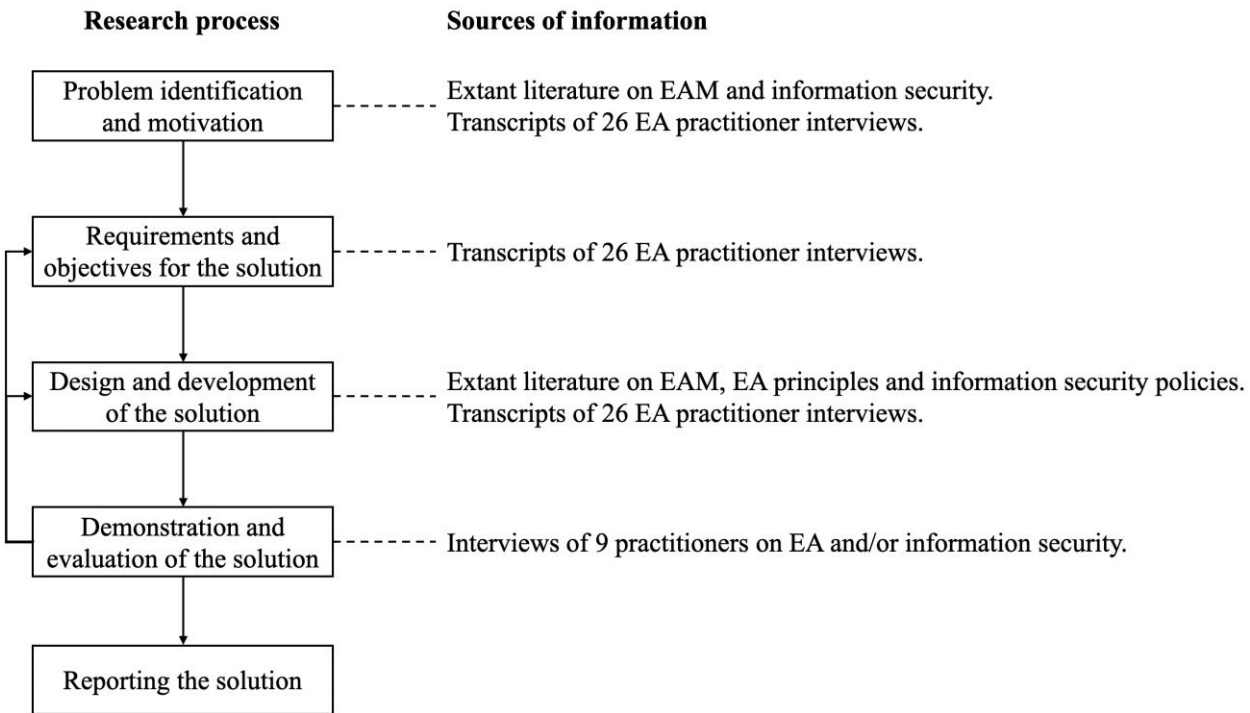 Research process
Sources of information
Problem identification
and motivation
Extant literature on EAM and information security.
Transcripts of 26 EA practitioner interviews.
Requirements and
objectives for the solution
Transcripts of 26 EA practitioner interviews.
Design and development
of the solution
Extant literature on EAM, EA principles and information security policies.
Transcripts of 26 EA practitioner interviews.
Demonstration and
evaluation of the solution
Interviews of 9 practitioners on EA and/or information security.
Reporting the solution